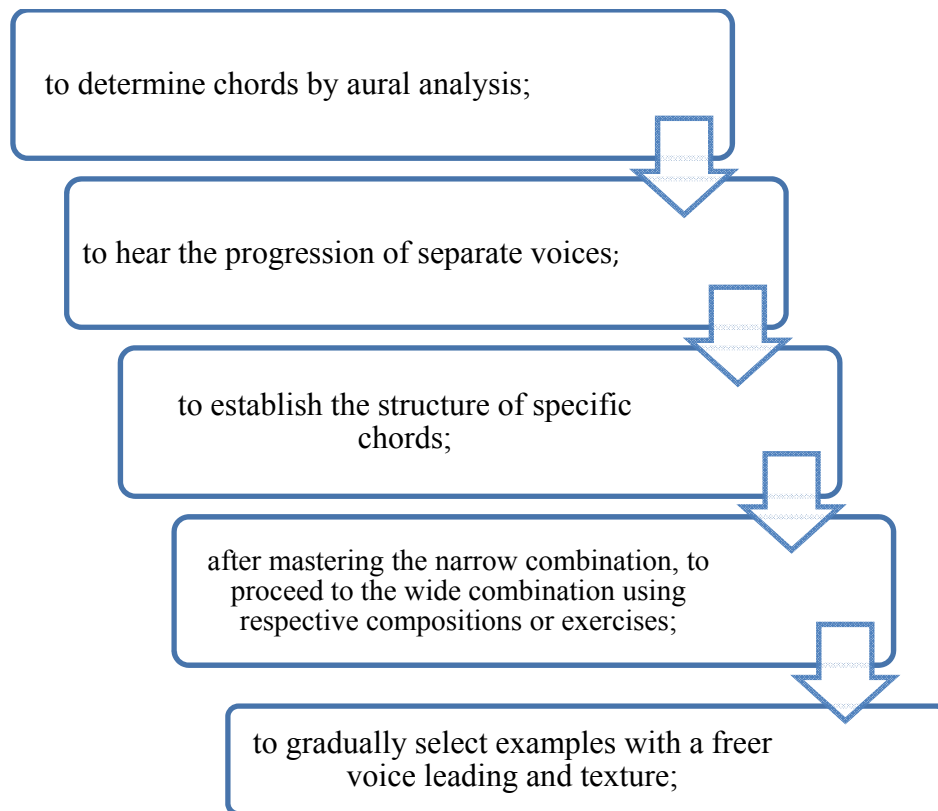 to determine chords by aural analysis;
to hear the progression of separate voices;
to establish the structure of specific
chords;
after mastering the narrow combination, to
proceed to the wide combination using
respective compositions or exercises;
to gradually select examples with a freer
voice leading and texture;